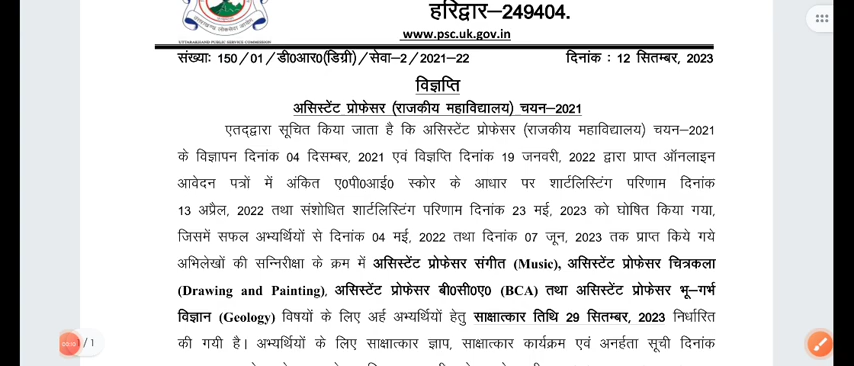 हरिद्वार–249404.
UTTARAKHAND PUBLIC SERVICE COMMISSION
www.psc.uk.gov.in
संख्याः 150/01/डी0आर0(डिग्री)/सेवा–2/2021–22 दिनांक : 12 सितम्बर, 2023
विज्ञप्ति
असिस्टेंट प्रोफेसर (राजकीय महाविद्यालय) चयन–2021
एतद्द्वारा सूचित किया जाता है कि असिस्टेंट प्रोफेसर (राजकीय महाविद्यालय) चयन–2021
के विज्ञापन दिनांक 04 दिसम्बर, 2021 एवं विज्ञप्ति दिनांक 19 जनवरी, 2022 द्वारा प्राप्त ऑनलाइन
आवेदन पत्रों में अंकित ए0पी0आई0 स्कोर के आधार पर शार्टलिस्टिंग परिणाम दिनांक
13 अप्रैल, 2022 तथा संशोधित शार्टलिस्टिंग परिणाम दिनांक 23 मई, 2023 को घोषित किया गया,
जिसमें सफल अभ्यर्थियों से दिनांक 04 मई, 2022 तथा दिनांक 07 जून, 2023 तक प्राप्त किये गये
अभिलेखों की सन्निरीक्षा के क्रम में असिस्टेंट प्रोफेसर संगीत (Music), असिस्टेंट प्रोफेसर चित्रकला
(Drawing and Painting), असिस्टेंट प्रोफेसर बी0सी0ए0 (BCA) तथा असिस्टेंट प्रोफेसर भू–गर्भ
विज्ञान (Geology) विषयों के लिए अर्ह अभ्यर्थियों हेतु साक्षात्कार तिथि 29 सितम्बर, 2023 निर्धारित
की गयी है। अभ्यर्थियों के लिए साक्षात्कार ज्ञाप, साक्षात्कार कार्यक्रम एवं अनर्हता सूची दिनांक
/ 1